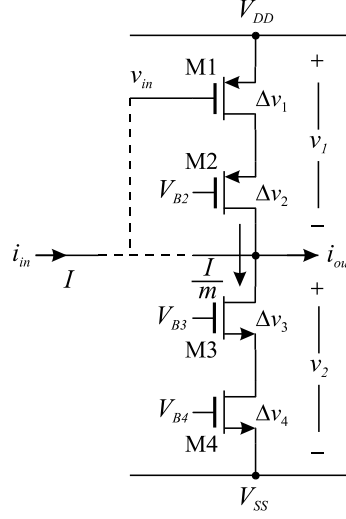 V_DD
M1
+
v_in
Δv_1
v_1
M2
V_B2
Δv_2
−
i_in
I
I/m
i_ou
+
V_B3
Δv_3
M3
v_2
V_B4
Δv_4
M4
−
V_SS